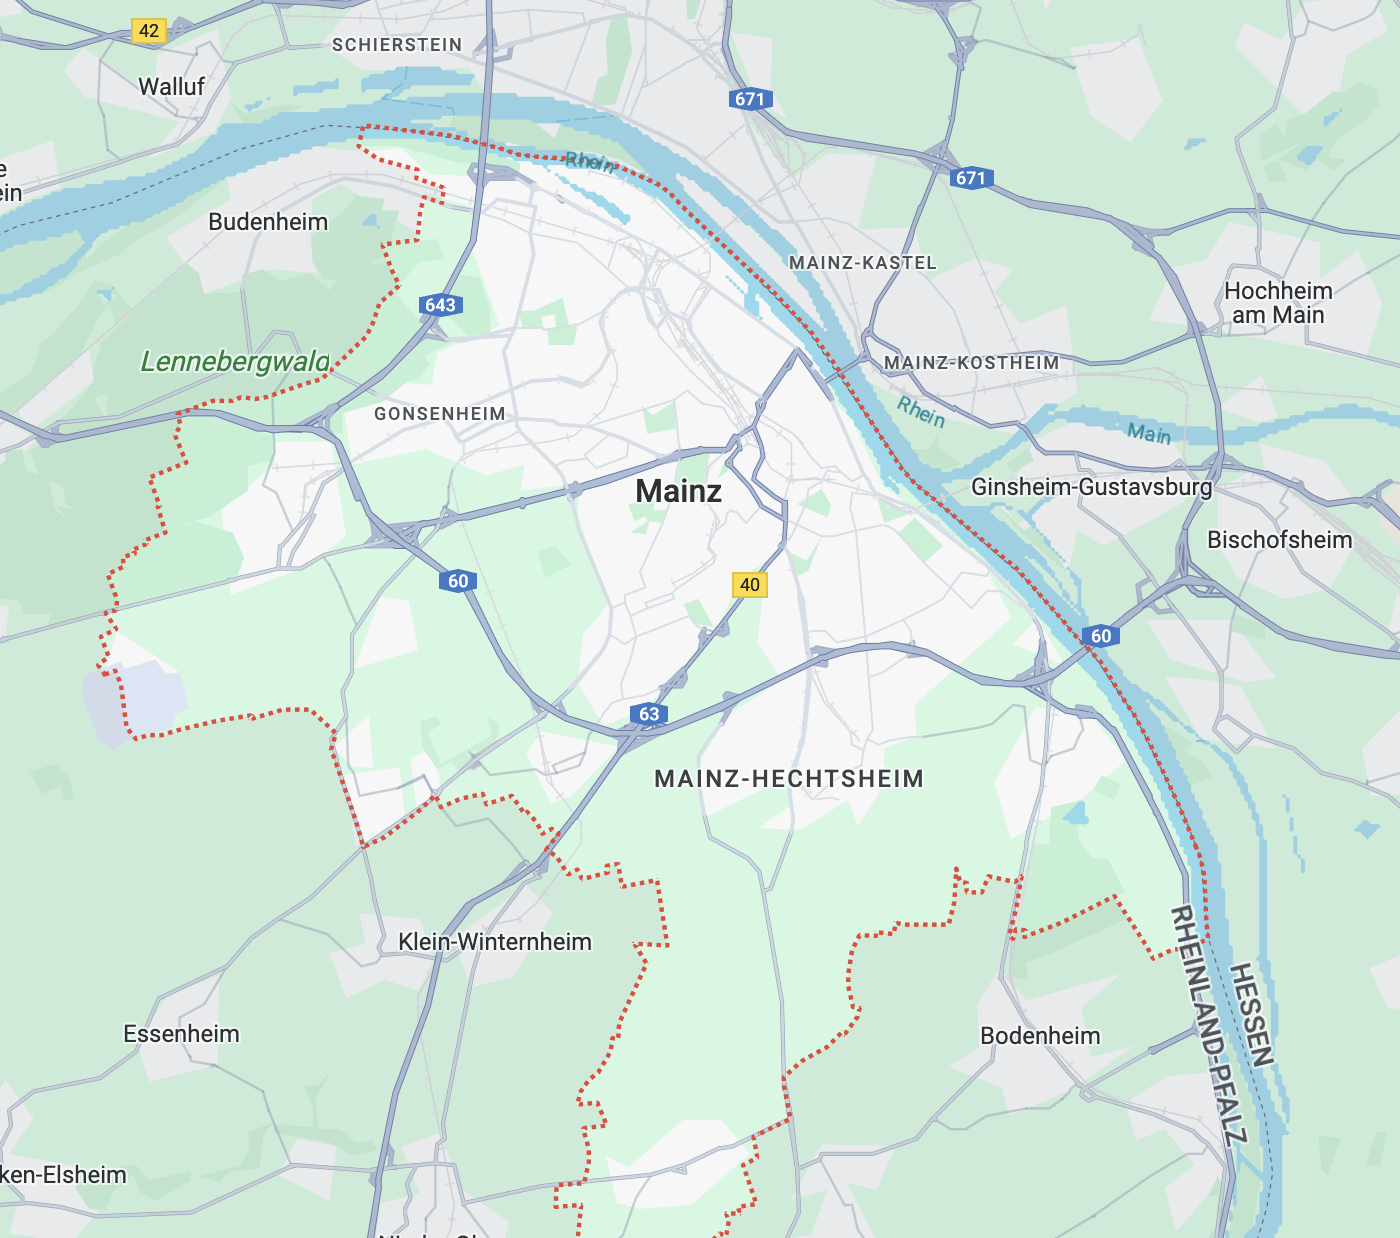 42
SCHIERSTEIN
Walluf
671
Rhein
671
ein
Budenheim
MAINZ-KASTEL
643
Hochheim
am Main
Lennebergwald
MAINZ-KOSTHEIM
GONSENHEIM
Rhein
Main
Mainz
Ginsheim-Gustavsburg
Bischofsheim
60
40
60
63
MAINZ-HECHTSHEIM
Klein-Winternheim
RHEINLAND-PFALZ
HESSEN
Essenheim
Bodenheim
ken-Elsheim